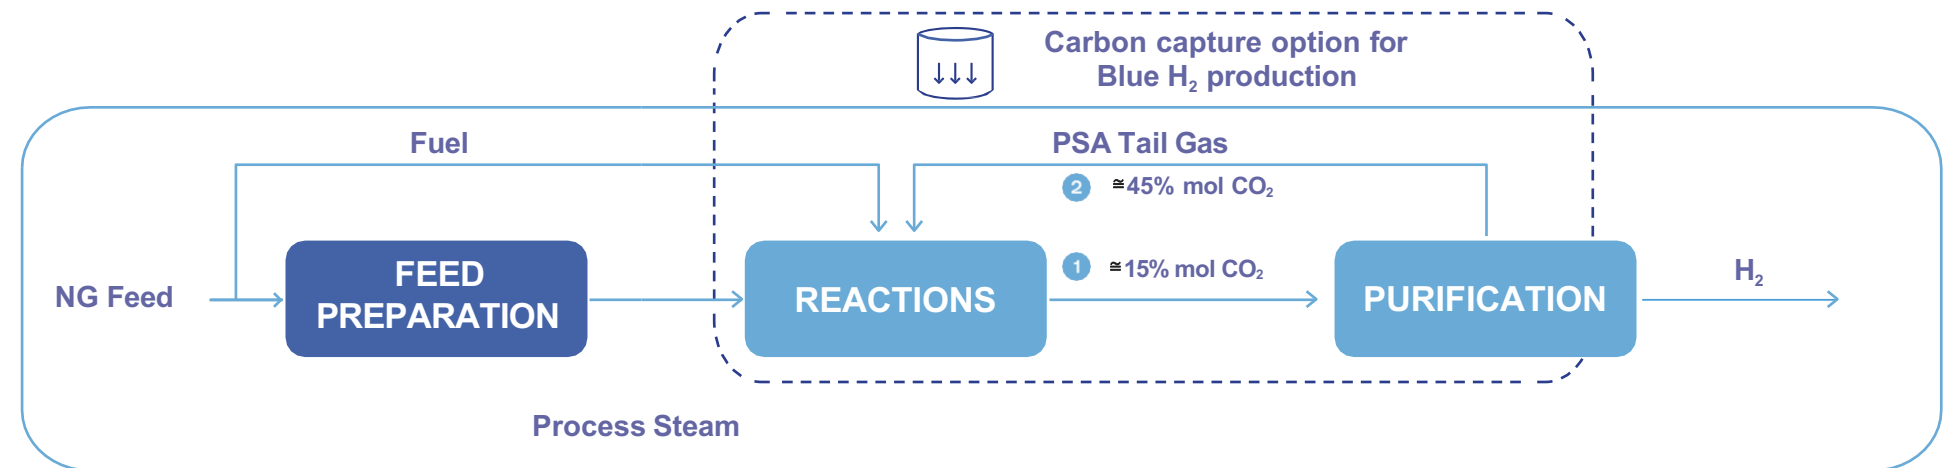 Carbon capture option for
Blue H₂ production
Fuel
PSA Tail Gas
2 ≅45% mol CO₂
NG Feed
FEED
PREPARATION
REACTIONS
1 ≅15% mol CO₂
PURIFICATION
H₂
Process Steam